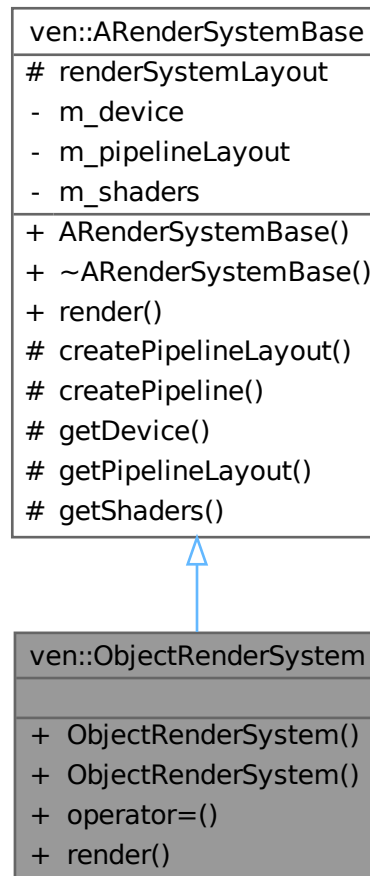 ven::ARenderSystemBase
# renderSystemLayout
- m_device
- m_pipelineLayout
- m_shaders
+ ARenderSystemBase()
+ ~ARenderSystemBase()
+ render()
# createPipelineLayout()
# createPipeline()
# getDevice()
# getPipelineLayout()
# getShaders()
ven::ObjectRenderSystem
+ ObjectRenderSystem()
+ ObjectRenderSystem()
+ operator=()
+ render()